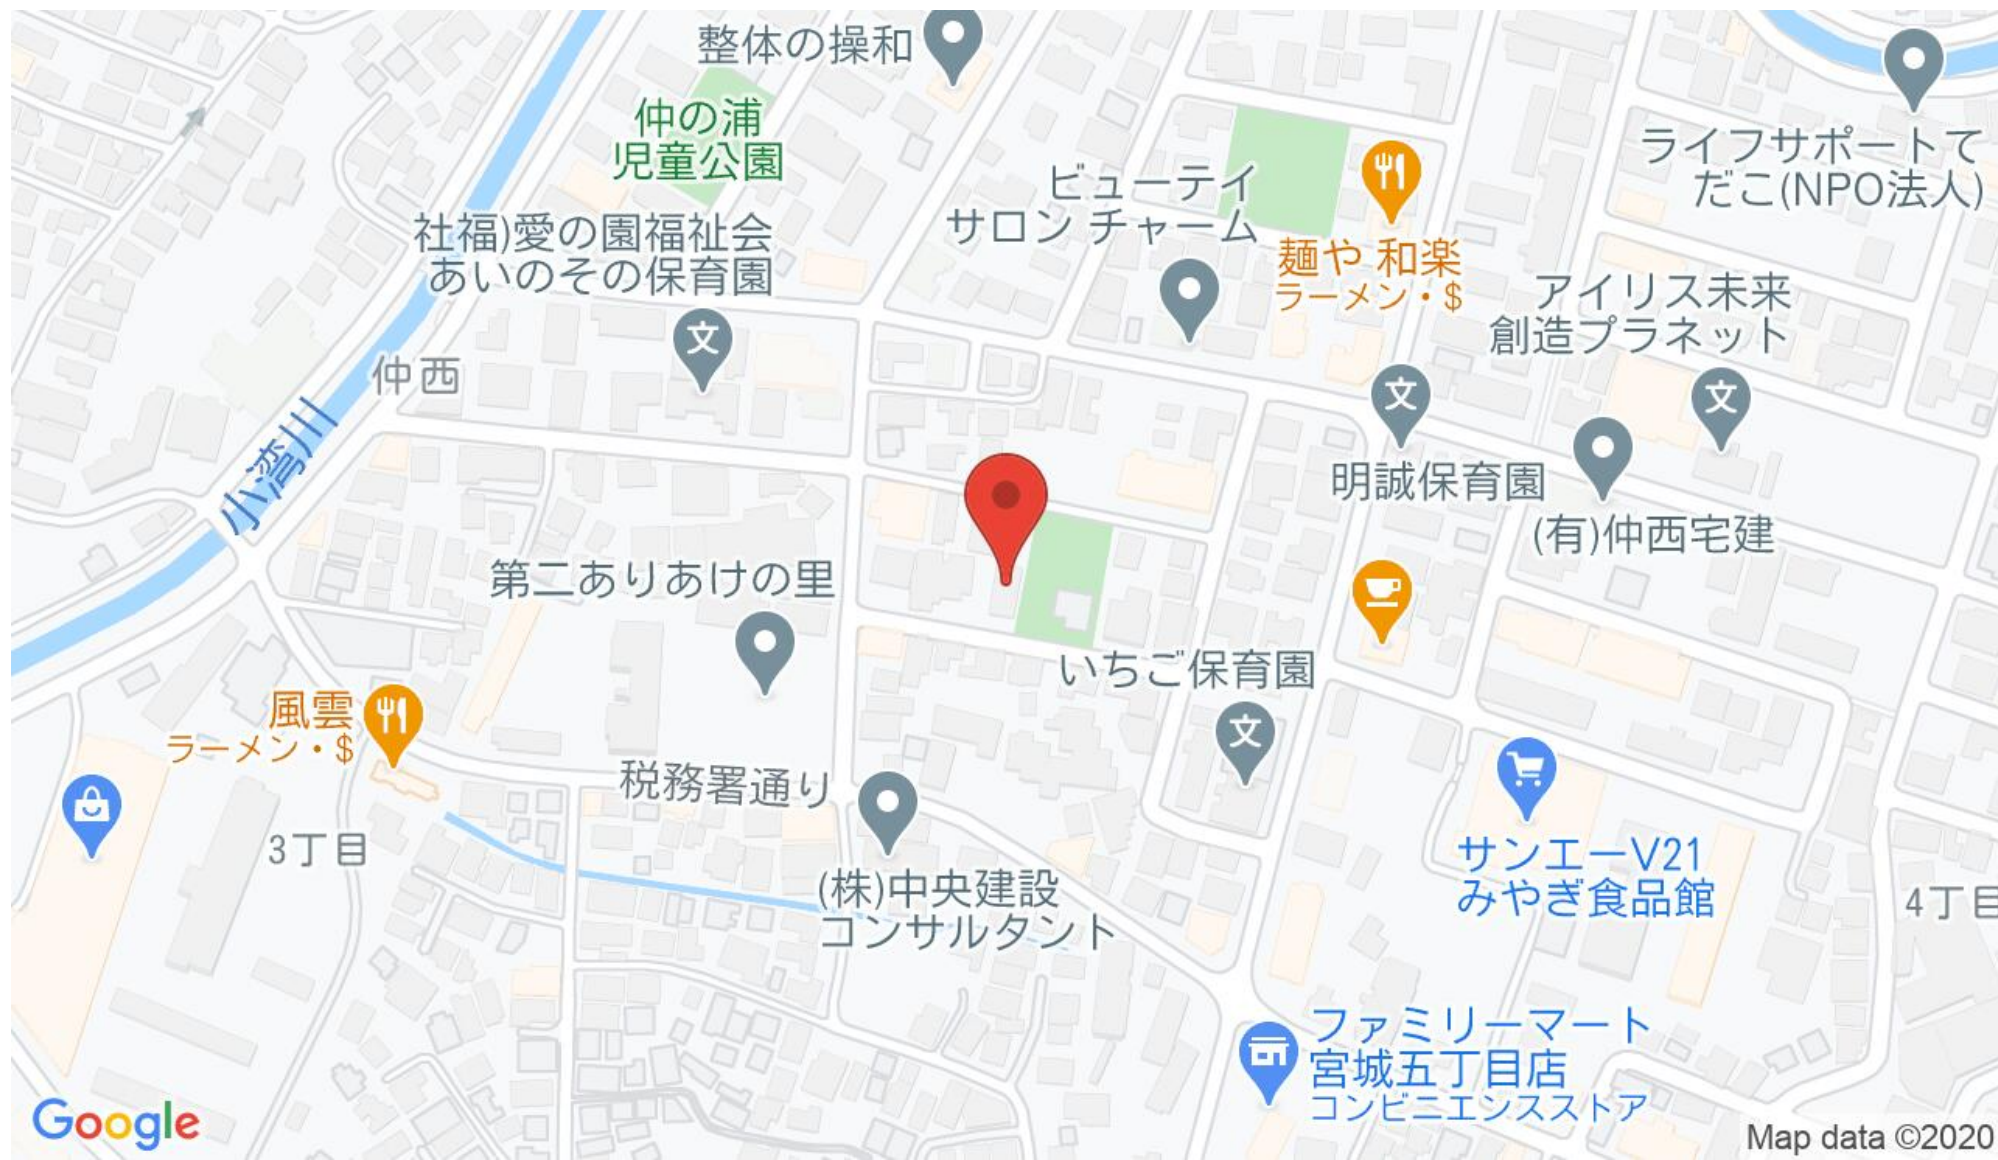 整体の操和
仲の浦
児童公園
ライフサポートて
だこ(NPO法人)
ビューテイ
サロン チャーム
社福)愛の園福祉会
あいのその保育園
麺や 和楽
ラーメン・$
アイリス未来
創造プラネット
文
仲西
文
文
小湾川
明誠保育園
(有)仲西宅建
第二ありあけの里
いちご保育園
風雲
ラーメン・$
文
税務署通り
3丁目
サンエーV21
みやぎ食品館
(株)中央建設
コンサルタント
4丁目
ファミリーマート
宮城五丁目店
コンビニエンスストア
Google
Map data ©2020